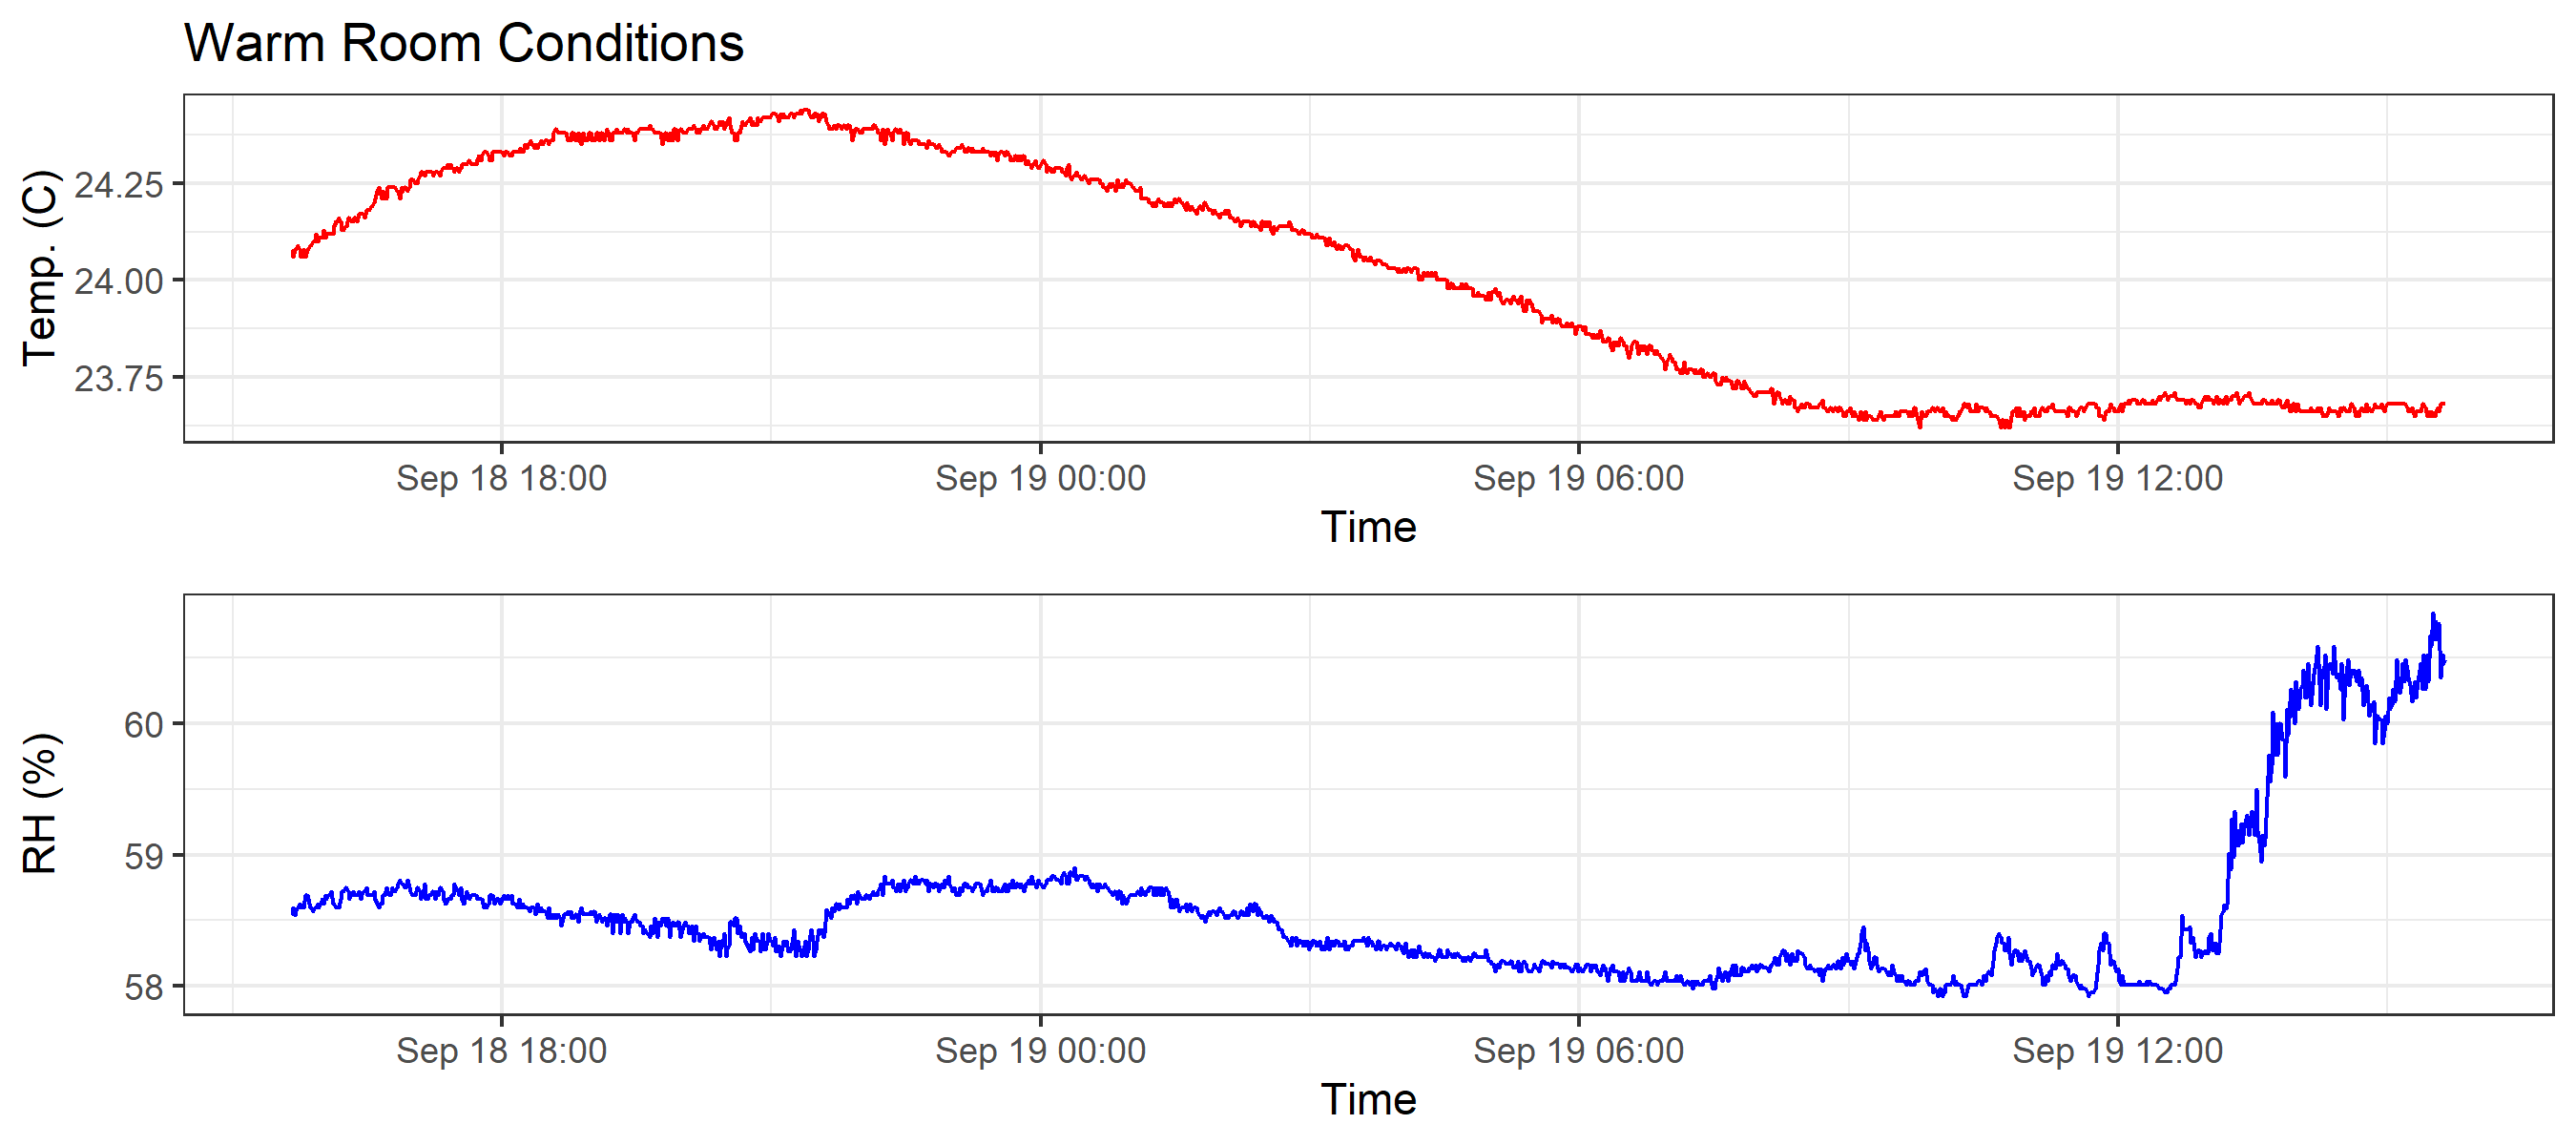 Warm Room Conditions
Temp. (C)
24.25
24.00
23.75
Sep 18 18:00 Sep 19 00:00 Sep 19 06:00 Sep 19 12:00
Time
RH (%)
60
59
58
Sep 18 18:00 Sep 19 00:00 Sep 19 06:00 Sep 19 12:00
Time